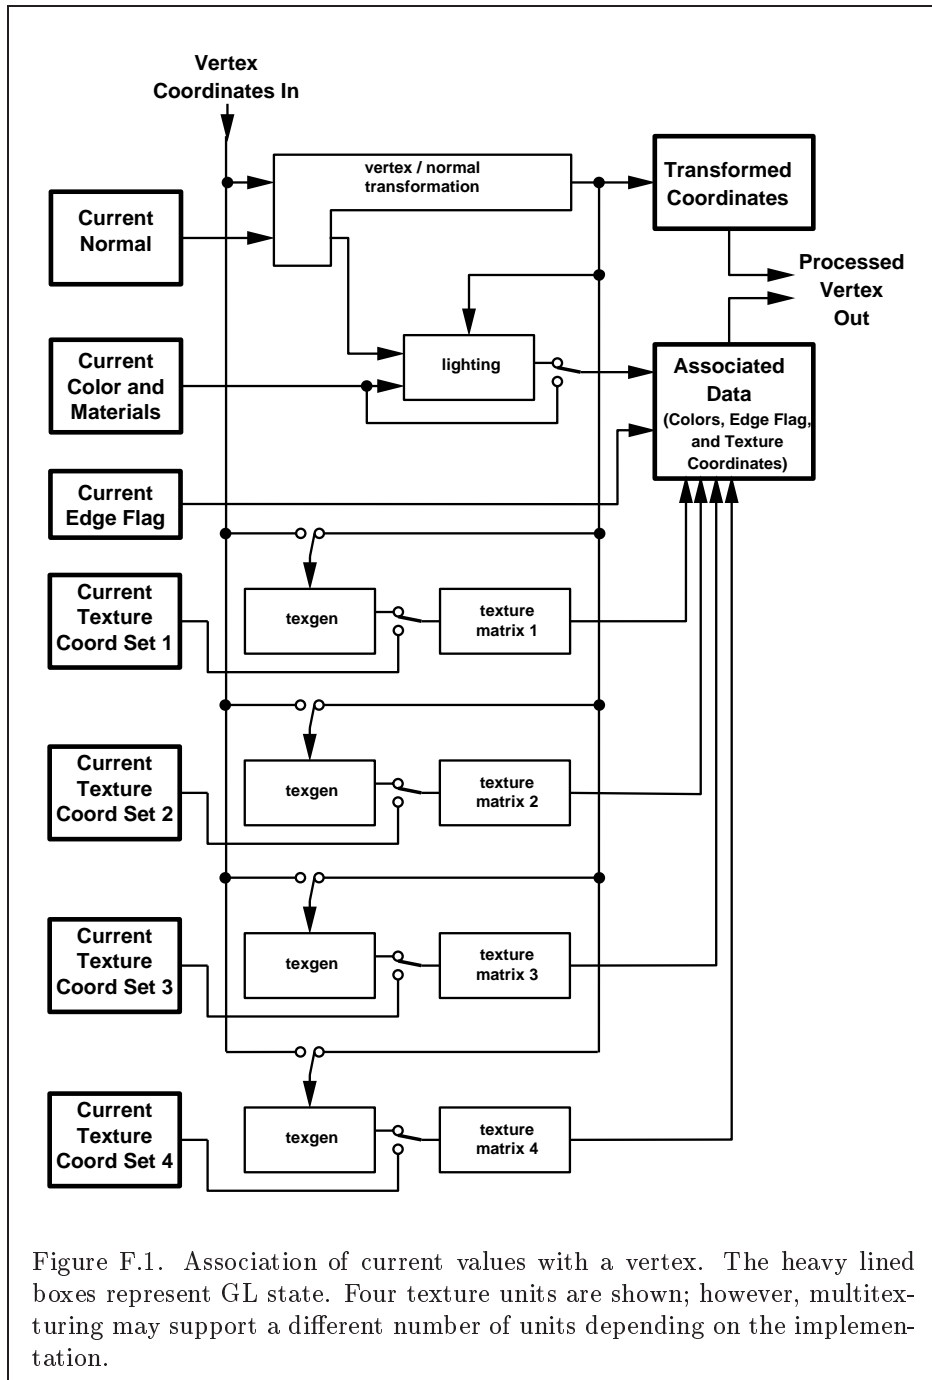 Vertex
Coordinates In
vertex / normal
transformation
Transformed
Coordinates
Current
Normal
Processed
Vertex
Out
Current
Color and
Materials
lighting
Associated
Data
(Colors, Edge Flag,
and Texture
Coordinates)
Current
Edge Flag
Current
Texture
Coord Set 1
texgen
texture
matrix 1
Current
Texture
Coord Set 2
texgen
texture
matrix 2
Current
Texture
Coord Set 3
texgen
texture
matrix 3
Current
Texture
Coord Set 4
texgen
texture
matrix 4
Figure F.1. Association of current values with a vertex. The heavy lined
boxes represent GL state. Four texture units are shown; however, multitex-
turing may support a different number of units depending on the implemen-
tation.